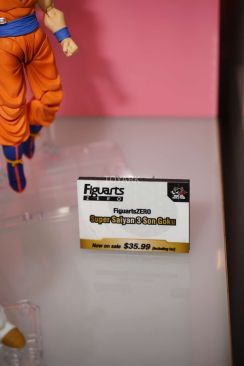 Figuarts
ZERO
FiguartsZERO
Super Saiyan 3 Son Goku
Now on sale $35.99 (Including tax)